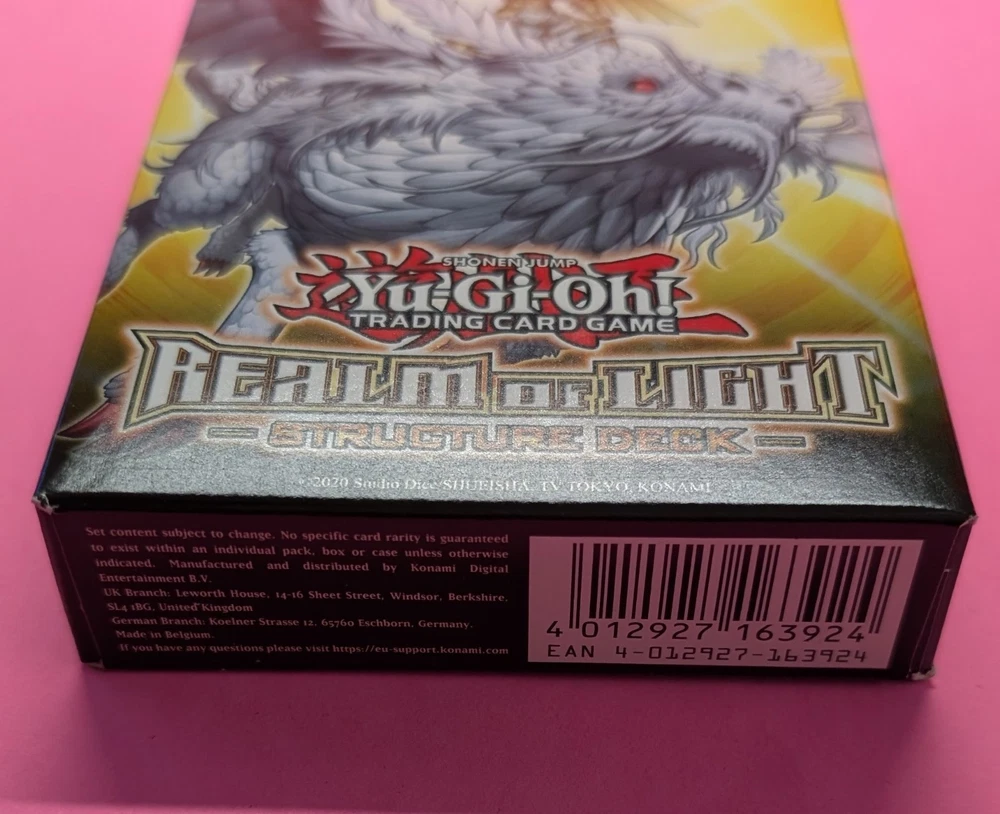 SHONEN JUMP
Yu-Gi-Oh!
TRADING CARD GAME
REALM OF LIGHT
– STRUCTURE DECK –
©2020 Studio Dice/SHUEISHA, TV TOKYO, KONAMI
Set content subject to change. No specific card rarity is guaranteed
to exist within an individual pack, box or case unless otherwise
indicated. Manufactured and distributed by Konami Digital
Entertainment B.V.
UK Branch: Leworth House, 14-16 Sheet Street, Windsor, Berkshire,
SL4 1BG, United Kingdom
German Branch: Koelner Strasse 12, 65760 Eschborn, Germany.
Made in Belgium.
If you have any questions please visit https://eu-support.konami.com
4 012927 163924
EAN 4-012927-163924